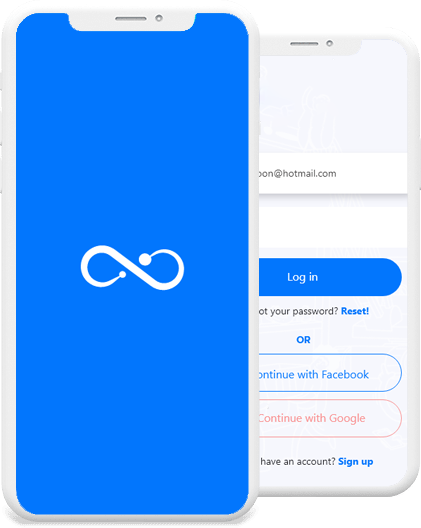 oon@hotmail.com
Log in
ot your password? Reset!
OR
ontinue with Facebook
Continue with Google
have an account? Sign up